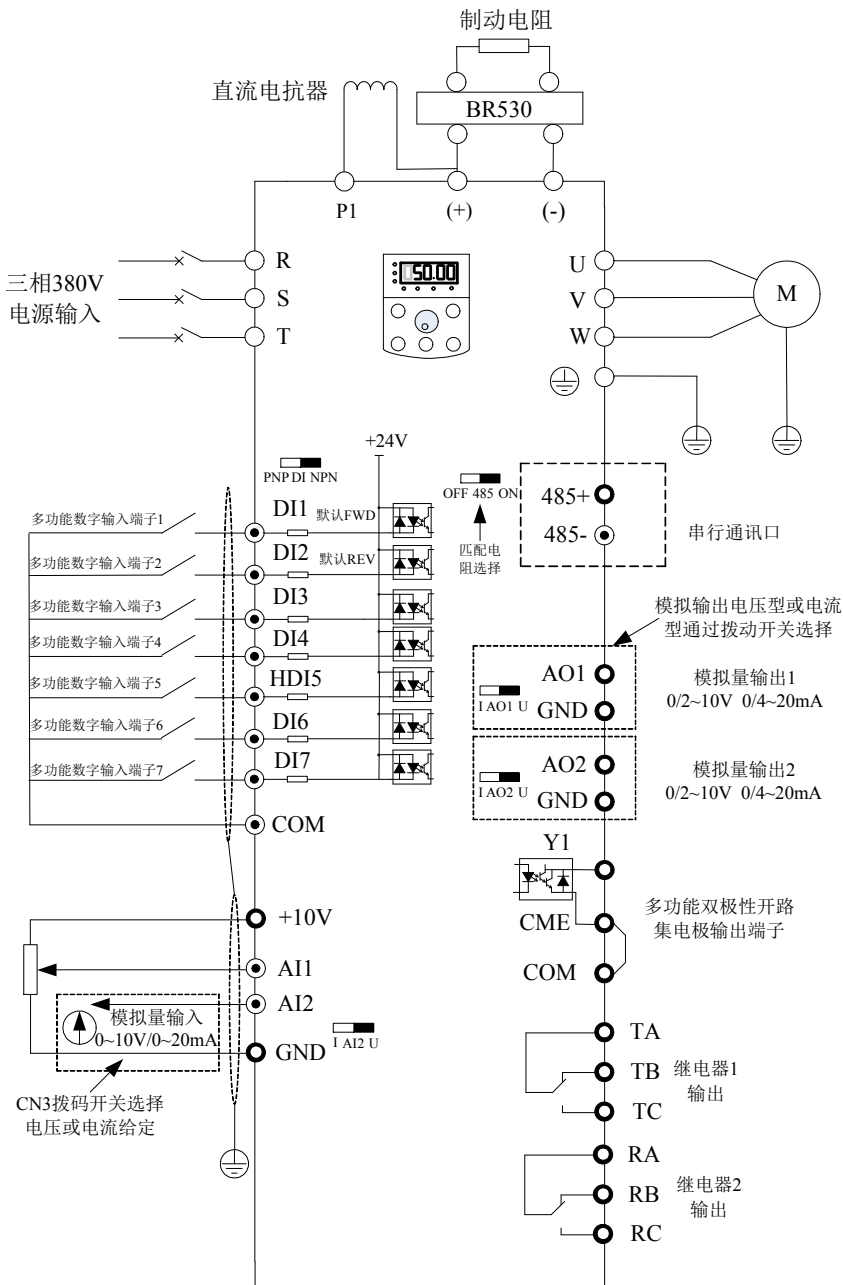 制动电阻
直流电抗器
BR530
P1
(+)
(-)
三相380V
电源输入
R
S
T
50.00
U
V
W
M
+24V
PNP DI NPN
DI1
默认FWD
多功能数字输入端子1
DI2
默认REV
多功能数字输入端子2
DI3
多功能数字输入端子3
DI4
多功能数字输入端子4
HDI5
多功能数字输入端子5
DI6
多功能数字输入端子6
DI7
多功能数字输入端子7
COM
+10V
AI1
AI2
模拟量输入
0~10V/0~20mA
GND
I AI2 U
CN3拨码开关选择
电压或电流给定
OFF 485 ON
匹配电
阻选择
485+
485-
串行通讯口
模拟输出电压型或电流
型通过拨动开关选择
AO1
I AO1 U
GND
模拟量输出1
0/2~10V 0/4~20mA
AO2
I AO2 U
GND
模拟量输出2
0/2~10V 0/4~20mA
Y1
CME
COM
多功能双极性开路
集电极输出端子
TA
TB
TC
继电器1
输出
RA
RB
RC
继电器2
输出